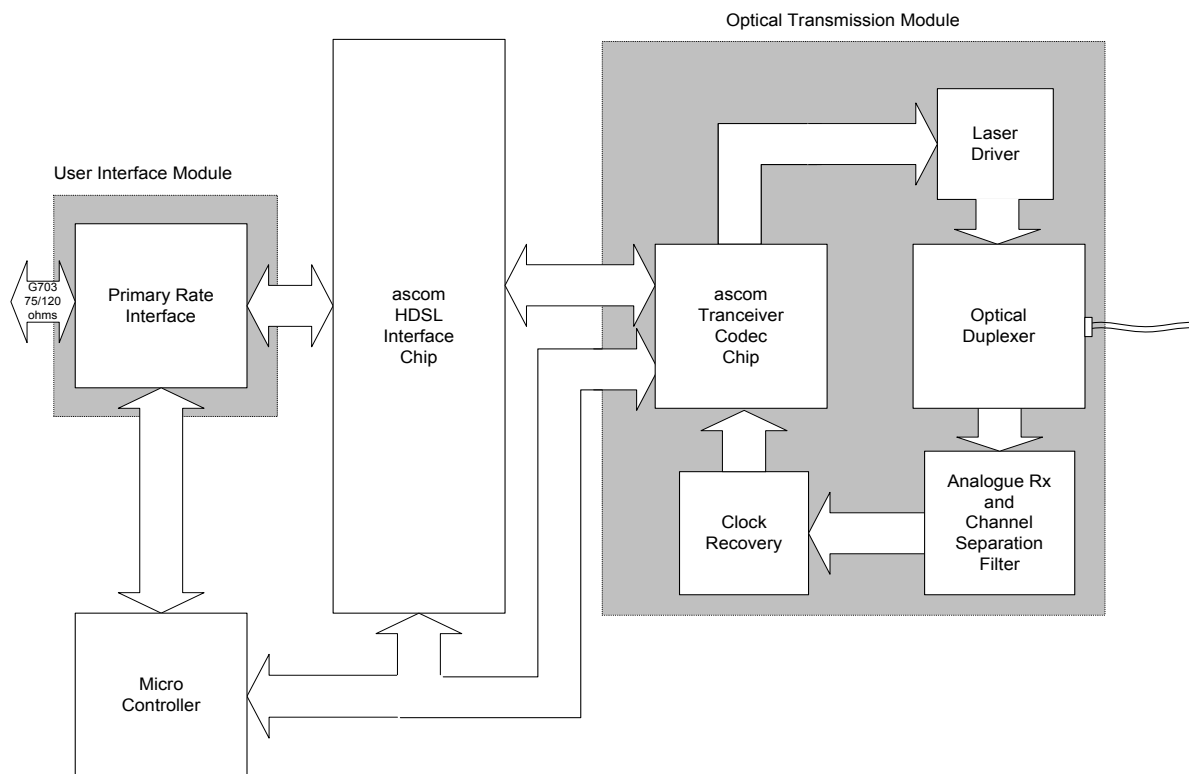 Optical Transmission Module
Laser
Driver
User Interface Module
G703
75/120
ohms
Primary Rate
Interface
ascom
HDSL
Interface
Chip
ascom
Tranceiver
Codec
Chip
Optical
Duplexer
Clock
Recovery
Analogue Rx
and
Channel
Separation
Filter
Micro
Controller